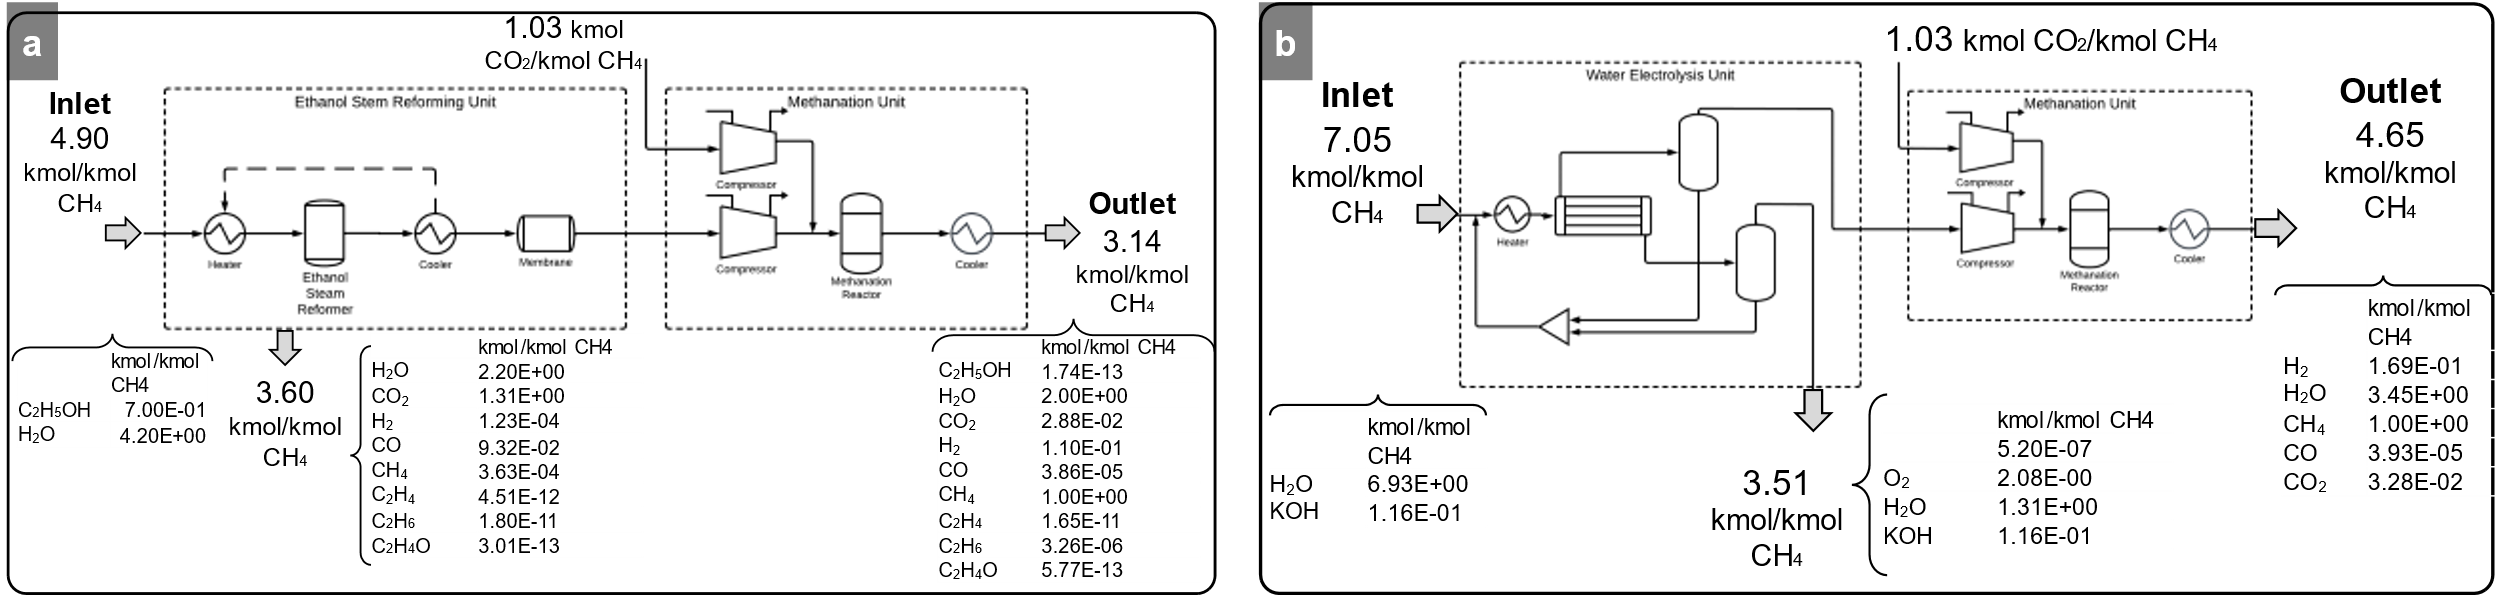 a
1.03 kmol
CO₂/kmol CH₄
Inlet
4.90
kmol/kmol
CH₄
Ethanol Stem Reforming Unit
Methanation Unit
Compressor
Heater
Ethanol
Steam
Reformer
Cooler
Membrane
Compressor
Methanation
Reactor
Cooler
Outlet
3.14
kmol/kmol
CH₄
kmol/kmol
CH4
C₂H₅OH 7.00E-01
H₂O 4.20E+00
3.60
kmol/kmol
CH₄
kmol/kmol CH4
H₂O 2.20E+00
CO₂ 1.31E+00
H₂ 1.23E-04
CO 9.32E-02
CH₄ 3.63E-04
C₂H₄ 4.51E-12
C₂H₆ 1.80E-11
C₂H₄O 3.01E-13
kmol/kmol CH4
C₂H₅OH 1.74E-13
H₂O 2.00E+00
CO₂ 2.88E-02
H₂ 1.10E-01
CO 3.86E-05
CH₄ 1.00E+00
C₂H₄ 1.65E-11
C₂H₆ 3.26E-06
C₂H₄O 5.77E-13
b
1.03 kmol CO₂/kmol CH₄
Inlet
7.05
kmol/kmol
CH₄
Water Electrolysis Unit
Methanation Unit
Heater
Compressor
Compressor
Methanation
Reactor
Cooler
Outlet
4.65
kmol/kmol
CH₄
kmol/kmol
CH4
H₂O 6.93E+00
KOH 1.16E-01
3.51
kmol/kmol
CH₄
kmol/kmol CH4
5.20E-07
O₂ 2.08E-00
H₂O 1.31E+00
KOH 1.16E-01
kmol/kmol
CH4
H₂ 1.69E-01
H₂O 3.45E+00
CH₄ 1.00E+00
CO 3.93E-05
CO₂ 3.28E-02